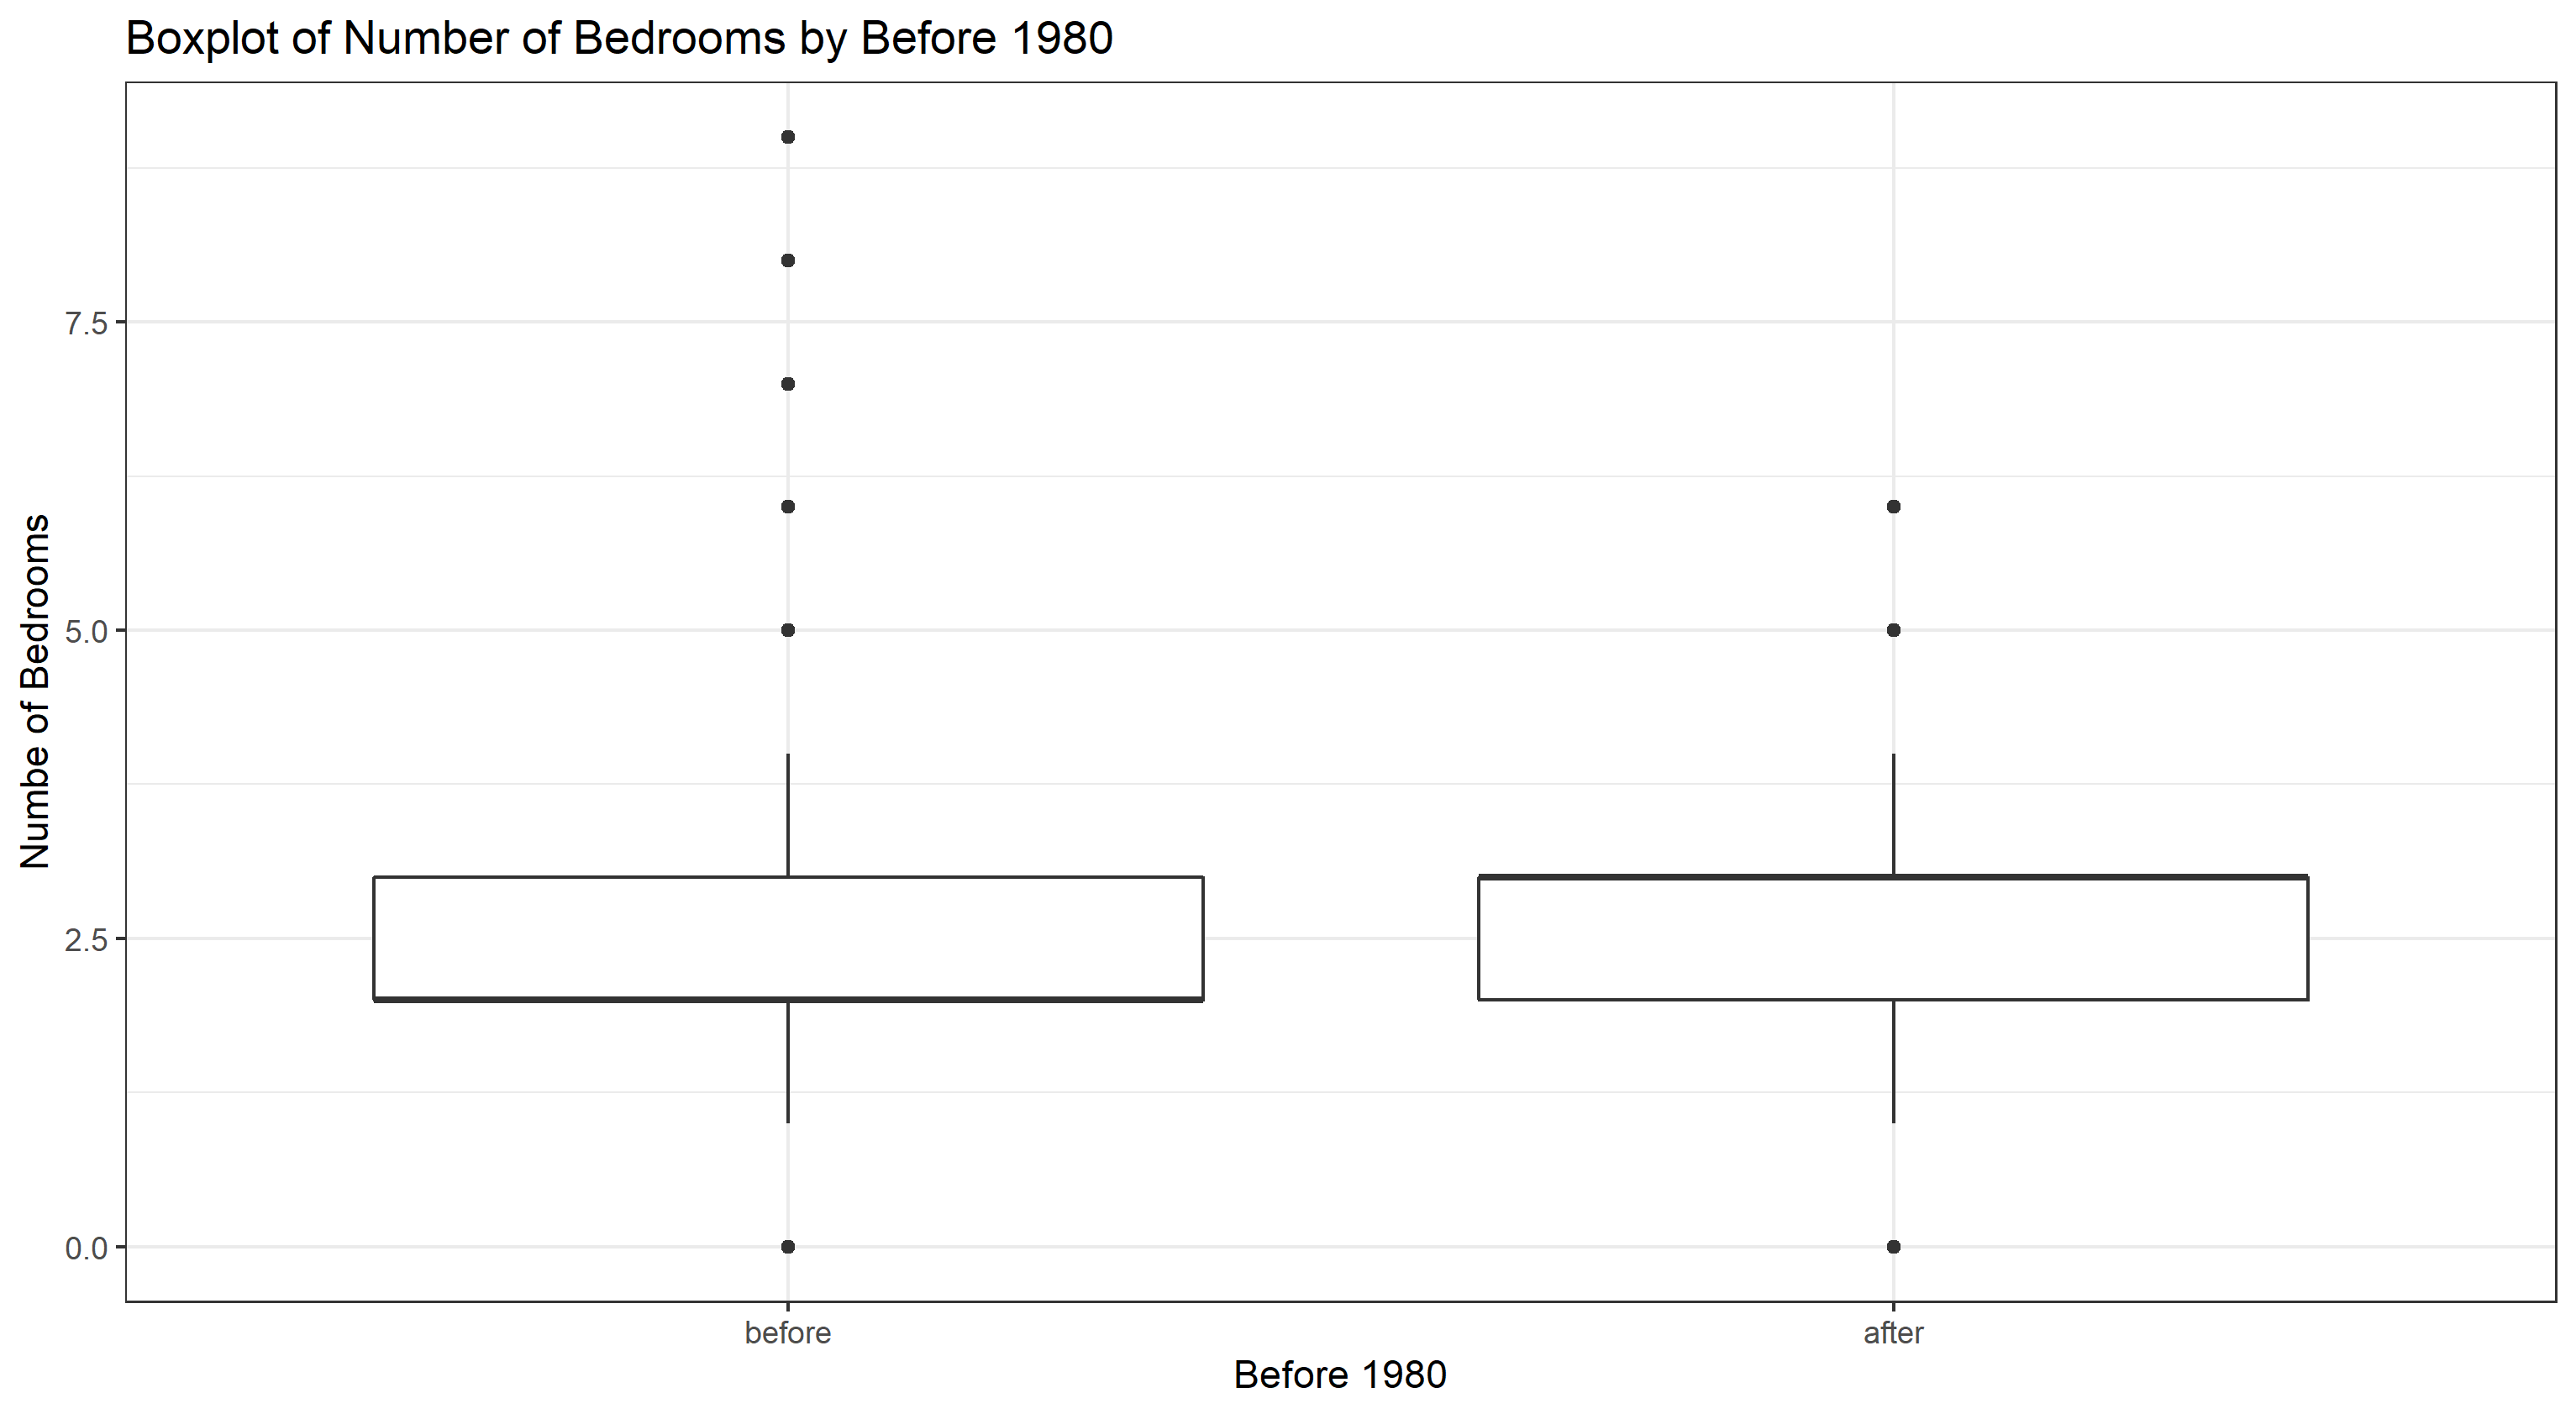 Boxplot of Number of Bedrooms by Before 1980
Numbe of Bedrooms
7.5
5.0
2.5
0.0
before
after
Before 1980